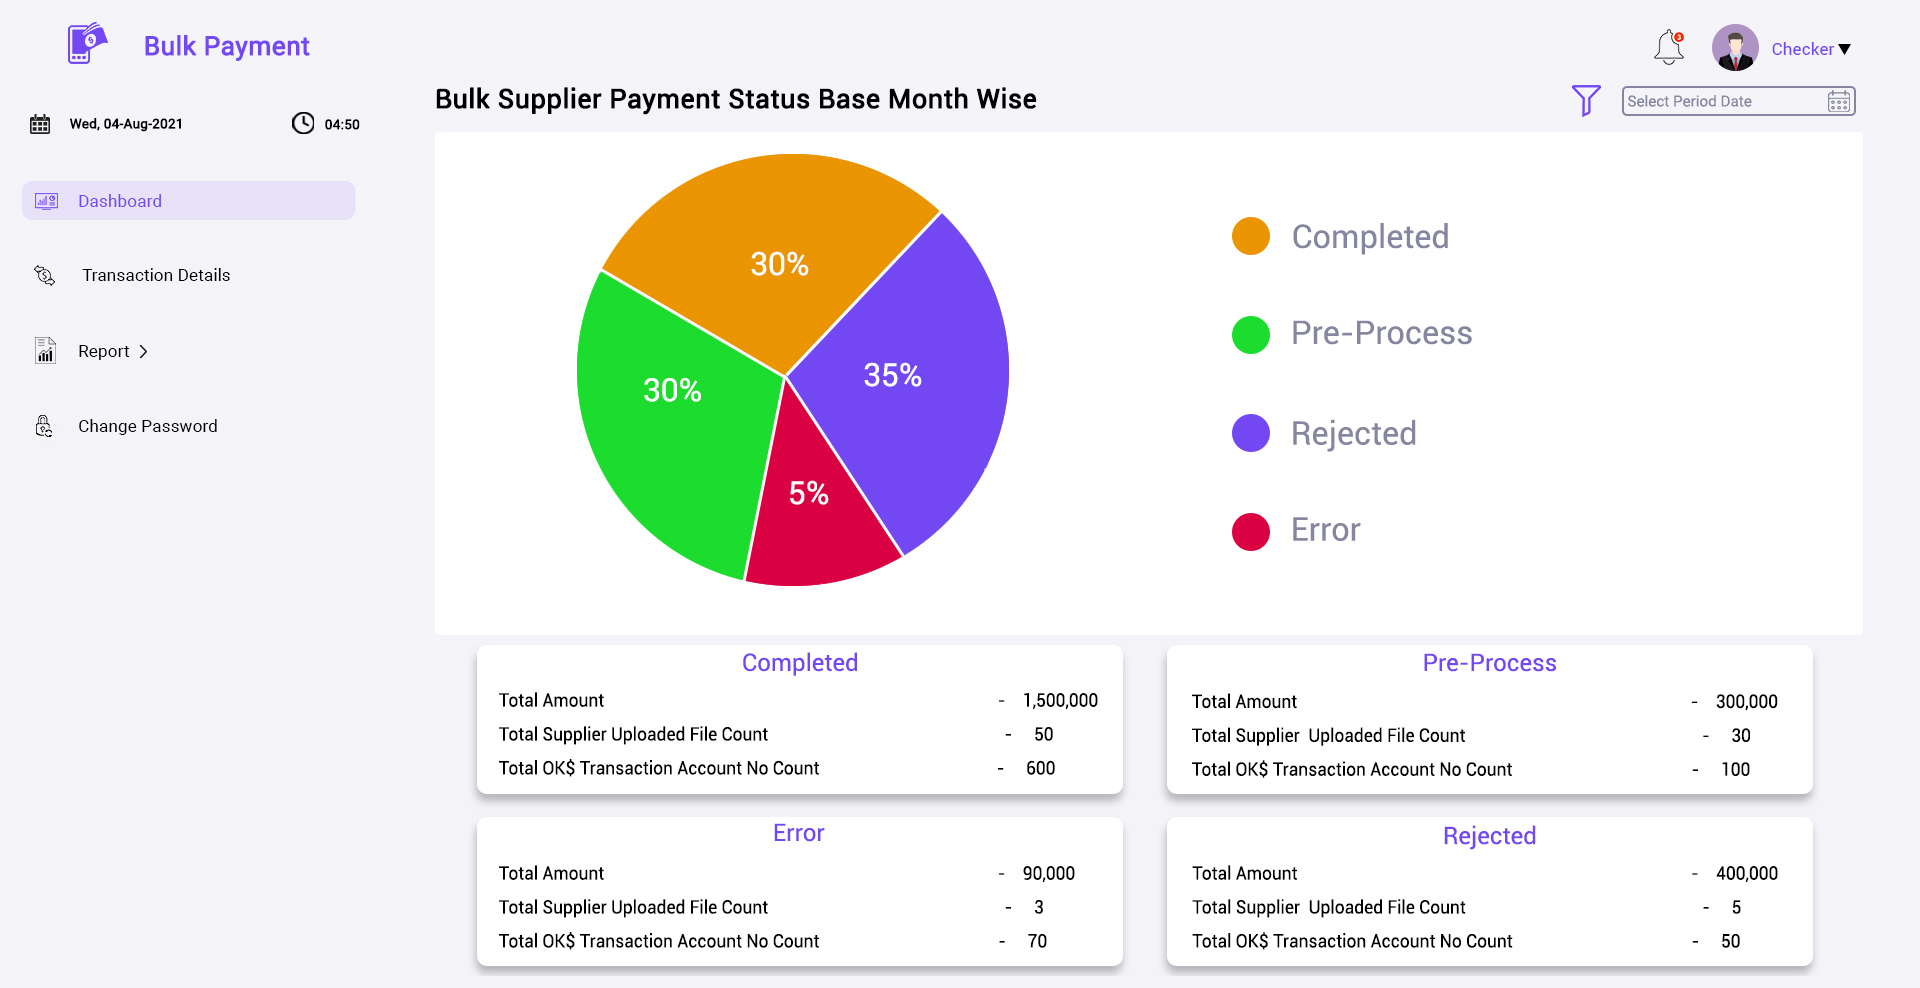 Bulk Payment
3
Checker
Bulk Supplier Payment Status Base Month Wise
Select Period Date
Wed, 04-Aug-2021
04:50
Dashboard
Transaction Details
Report
Change Password
30%
35%
30%
5%
Completed
Pre-Process
Rejected
Error
Completed
Total Amount - 1,500,000
Total Supplier Uploaded File Count - 50
Total OK$ Transaction Account No Count - 600
Pre-Process
Total Amount - 300,000
Total Supplier Uploaded File Count - 30
Total OK$ Transaction Account No Count - 100
Error
Total Amount - 90,000
Total Supplier Uploaded File Count - 3
Total OK$ Transaction Account No Count - 70
Rejected
Total Amount - 400,000
Total Supplier Uploaded File Count - 5
Total OK$ Transaction Account No Count - 50